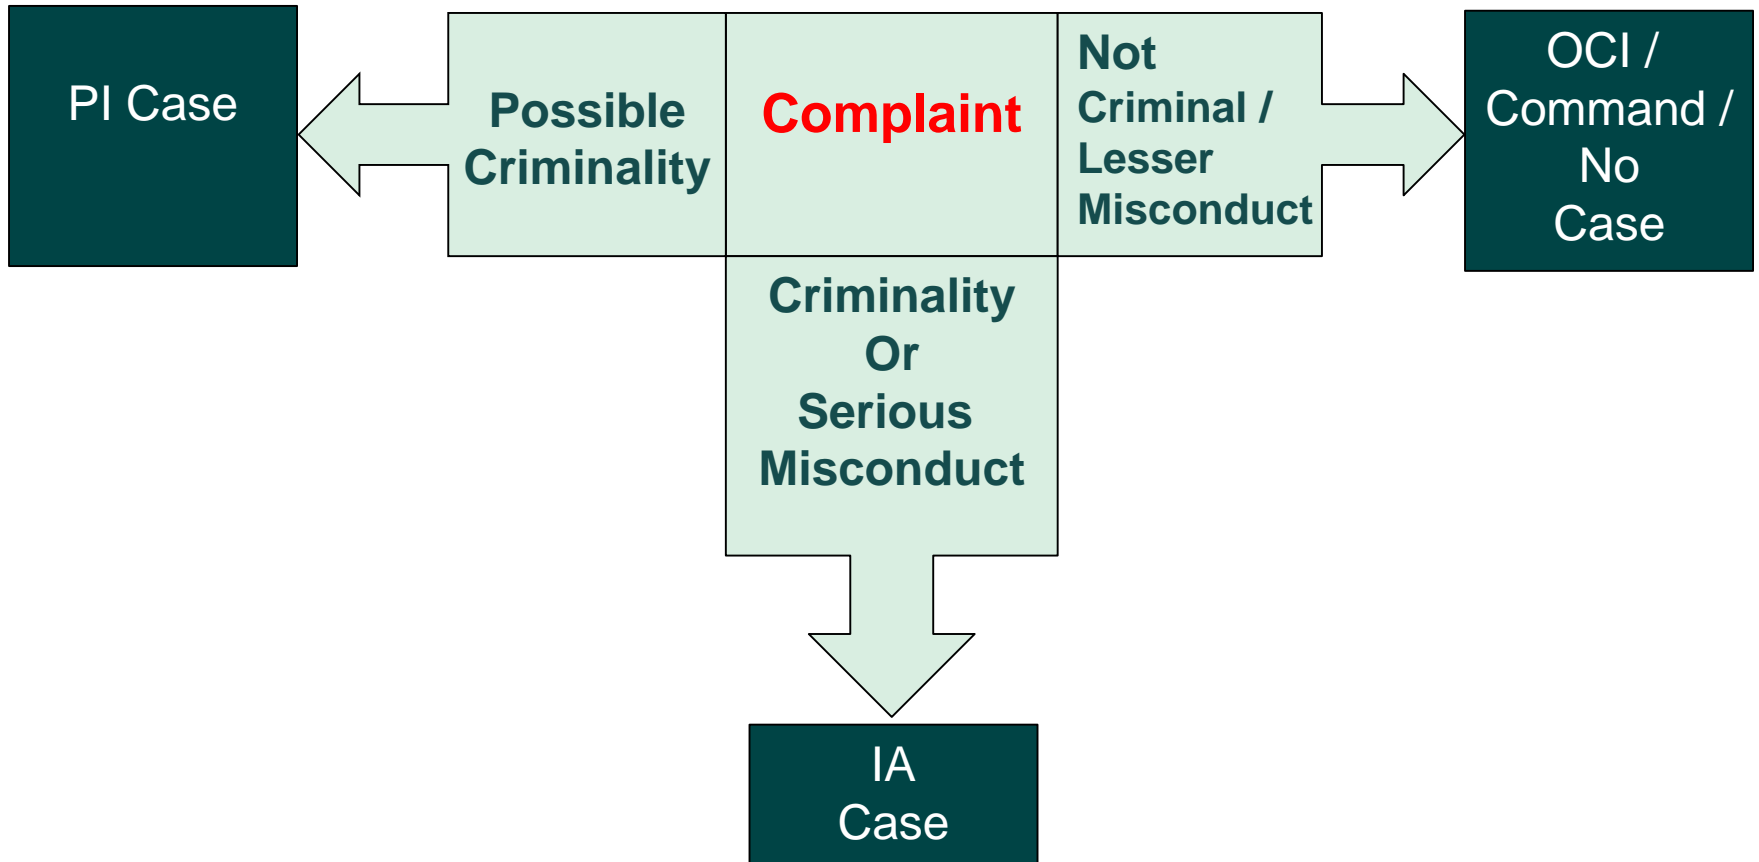 PI Case
Possible
Criminality
Complaint
Not
Criminal /
Lesser
Misconduct
OCI /
Command /
No
Case
Criminality
Or
Serious
Misconduct
IA
Case